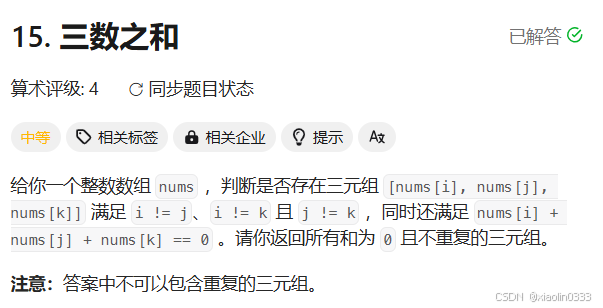 15. 三数之和
已解答
算术评级: 4 同步题目状态
中等 相关标签 相关企业 提示 Aあ
给你一个整数数组 nums ，判断是否存在三元组 [nums[i], nums[j],
nums[k]] 满足 i != j、i != k 且 j != k ，同时还满足 nums[i] +
nums[j] + nums[k] == 0 。请你返回所有和为 0 且不重复的三元组。
注意：答案中不可以包含重复的三元组。
CSDN @xiaolin0333